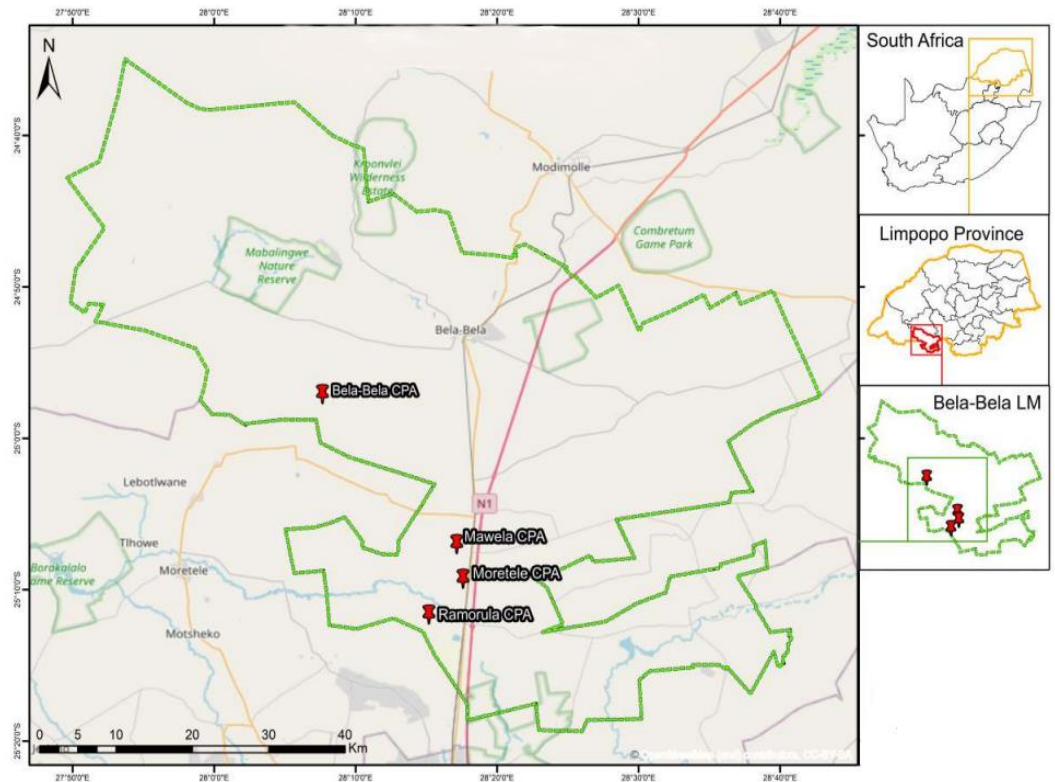 27°50'0"E
28°0'0"E
28°10'0"E
28°20'0"E
28°30'0"E
28°40'0"E
N
24°40'0"S
24°50'0"S
25°0'0"S
25°10'0"S
25°20'0"S
Kroonvlei
Wilderness
Estate
Modimolle
Mabalingwe
Nature
Reserve
Combretum
Game Park
Bela-Bela
Bela-Bela CPA
Lebotlwane
N1
Tlhowe
Mawela CPA
Moretele CPA
Moretele
Ramorula CPA
Motsheko
0 5 10 20 30 40
Km
27°50'0"E
28°0'0"E
28°10'0"E
28°20'0"E
28°30'0"E
28°40'0"E
South Africa
Limpopo Province
Bela-Bela LM